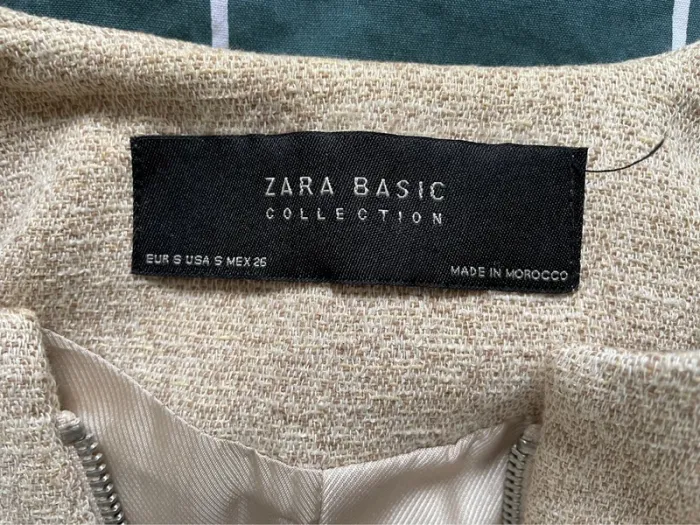 ZARA BASIC
COLLECTION
EUR S USA S MEX 26
MADE IN MOROCCO